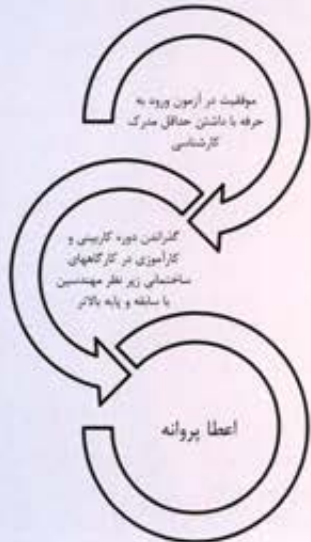 موفقیت در آزمون ورود به
حرفه با داشتن حداقل مدرک
کارشناسی
گذراندن دوره کاربینی و
کارآموزی در کارگاههای
ساختمانی زیر نظر مهندسین
با سابقه و پایه بالاتر
اعطا پروانه